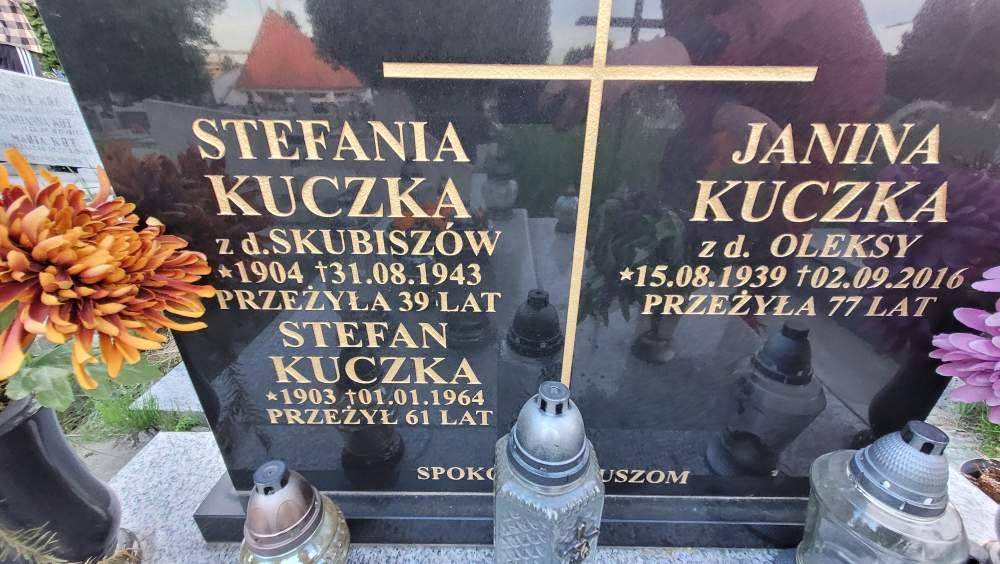 STEFANIA
KUCZKA
z d. SKUBISZÓW
*1904 †31.08.1943
PRZEŻYŁA 39 LAT
STEFAN
KUCZKA
*1903 †01.01.1964
PRZEŻYŁ 61 LAT
JANINA
KUCZKA
z d. OLEKSY
*15.08.1939 †02.09.2016
PRZEŻYŁA 77 LAT